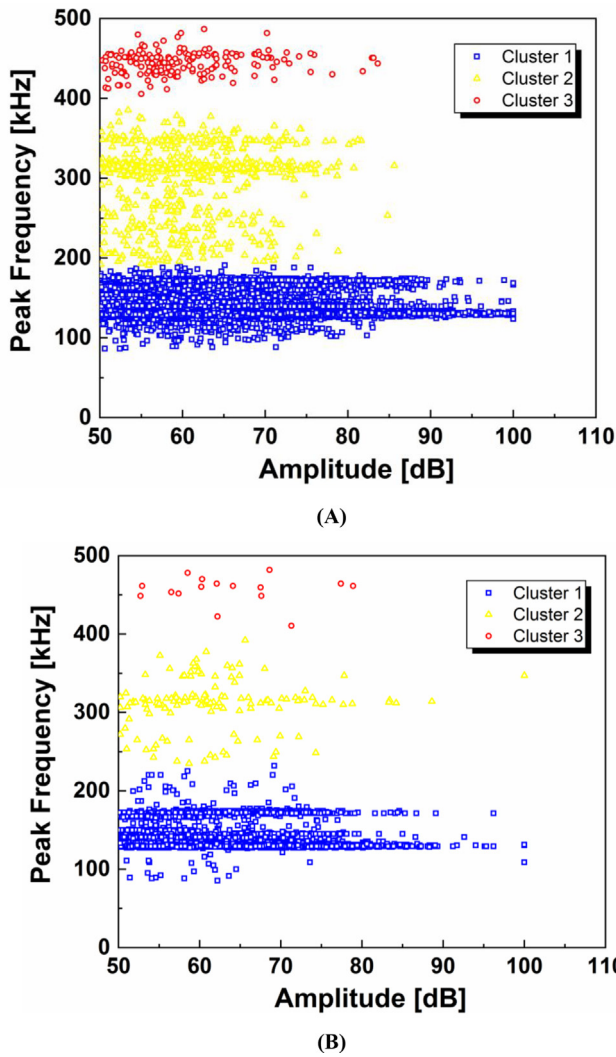 500
400
300
200
100
0
Peak Frequency [kHz]
Cluster 1
Cluster 2
Cluster 3
50 60 70 80 90 100 110
Amplitude [dB]
(A)
500
400
300
200
100
0
Peak Frequency [kHz]
Cluster 1
Cluster 2
Cluster 3
50 60 70 80 90 100 110
Amplitude [dB]
(B)